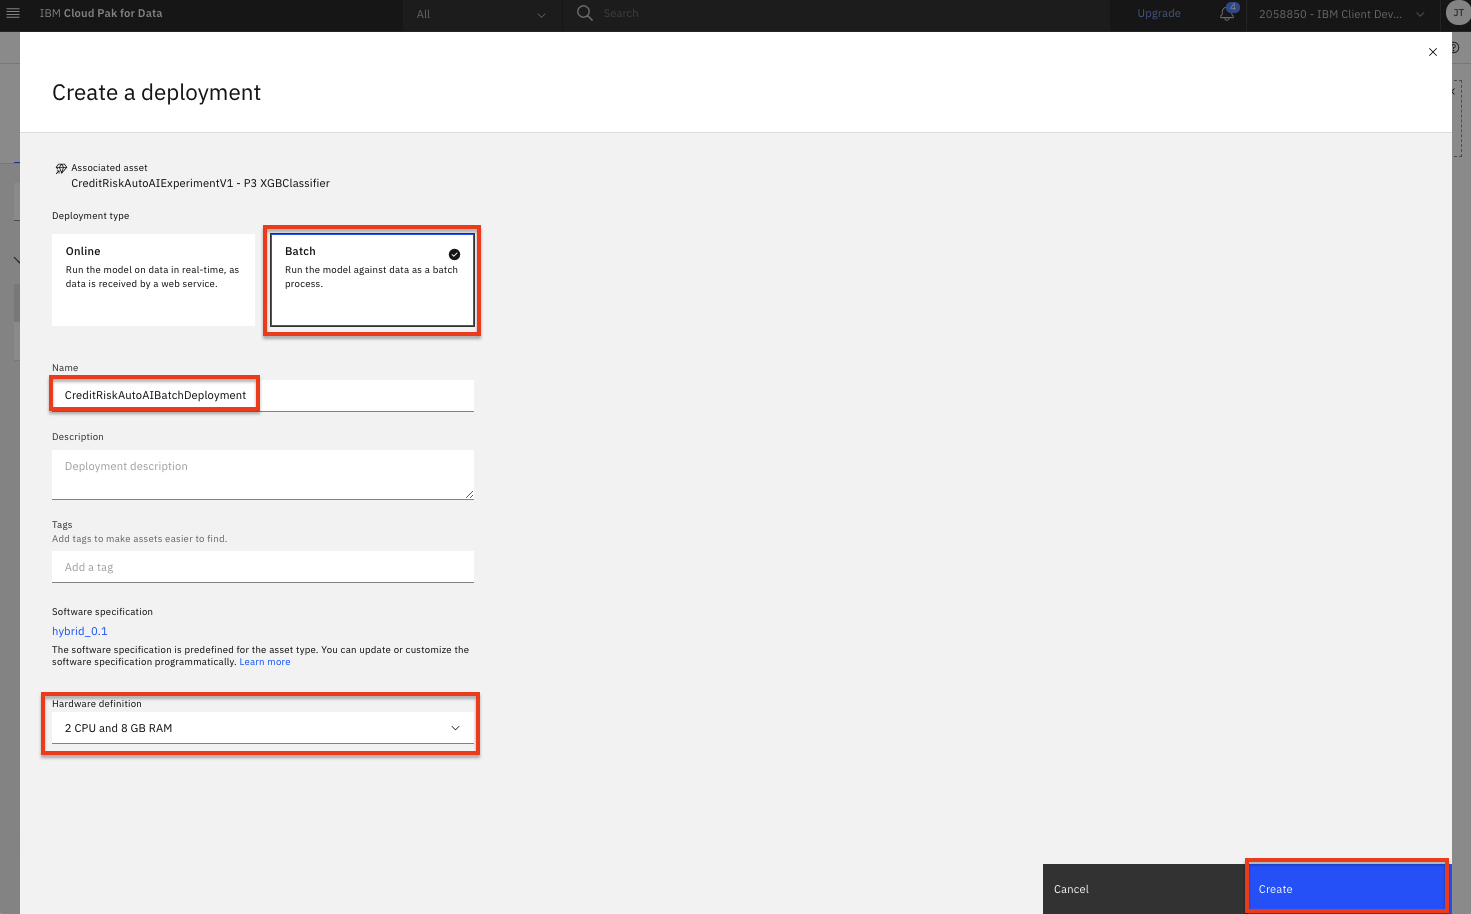 IBM Cloud Pak for Data
All
Search
Upgrade
4
2058850 - IBM Client Dev...
JT
Create a deployment
Associated asset
CreditRiskAutoAIExperimentV1 - P3 XGBClassifier
Deployment type
Online
Run the model on data in real-time, as
data is received by a web service.
Batch
Run the model against data as a batch
process.
Name
CreditRiskAutoAIBatchDeployment
Description
Deployment description
Tags
Add tags to make assets easier to find.
Add a tag
Software specification
hybrid_0.1
The software specification is predefined for the asset type. You can update or customize the
software specification programmatically. Learn more
Hardware definition
2 CPU and 8 GB RAM
Cancel
Create